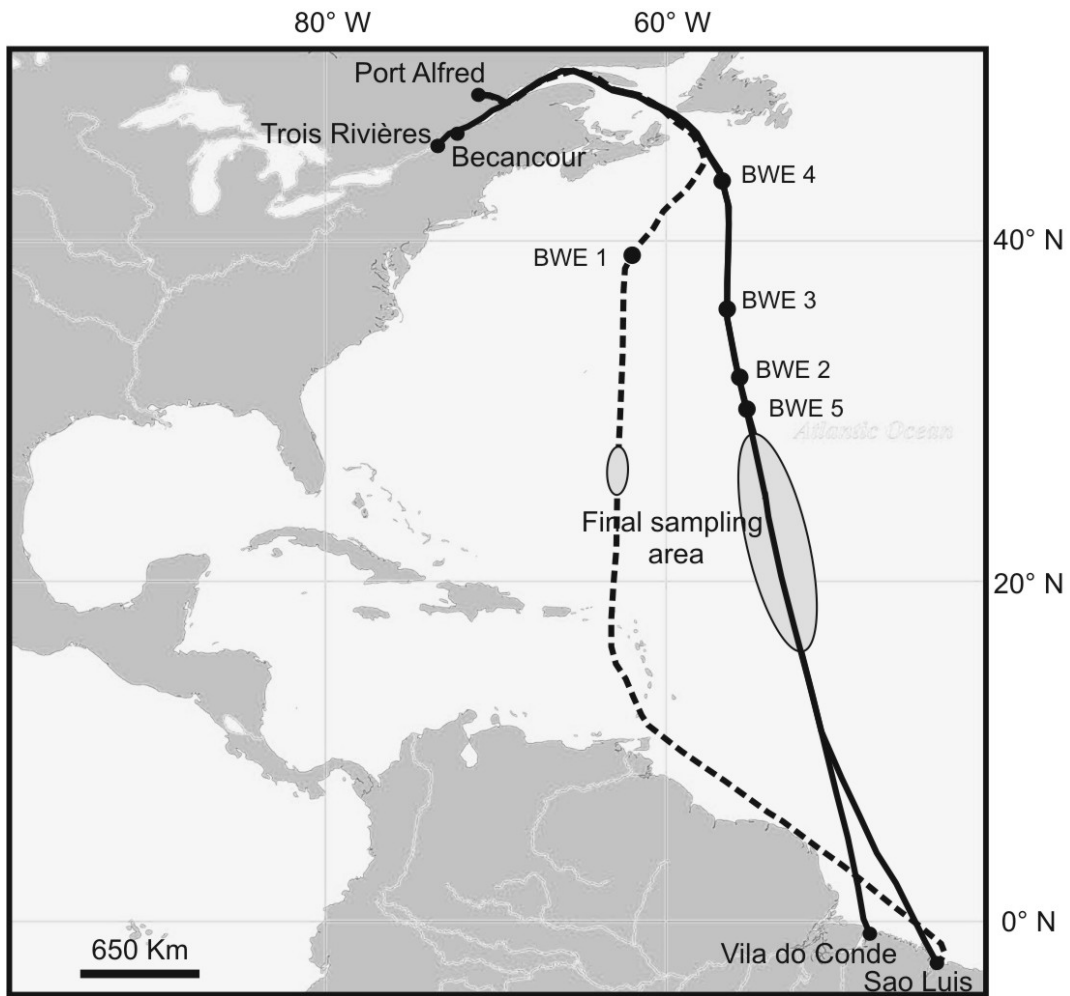 80° W
60° W
Port Alfred
Trois Rivières
Becancour
BWE 4
40° N
BWE 1
BWE 3
BWE 2
BWE 5
Atlantic Ocean
Final sampling
area
20° N
0° N
650 Km
Vila do Conde
Sao Luis